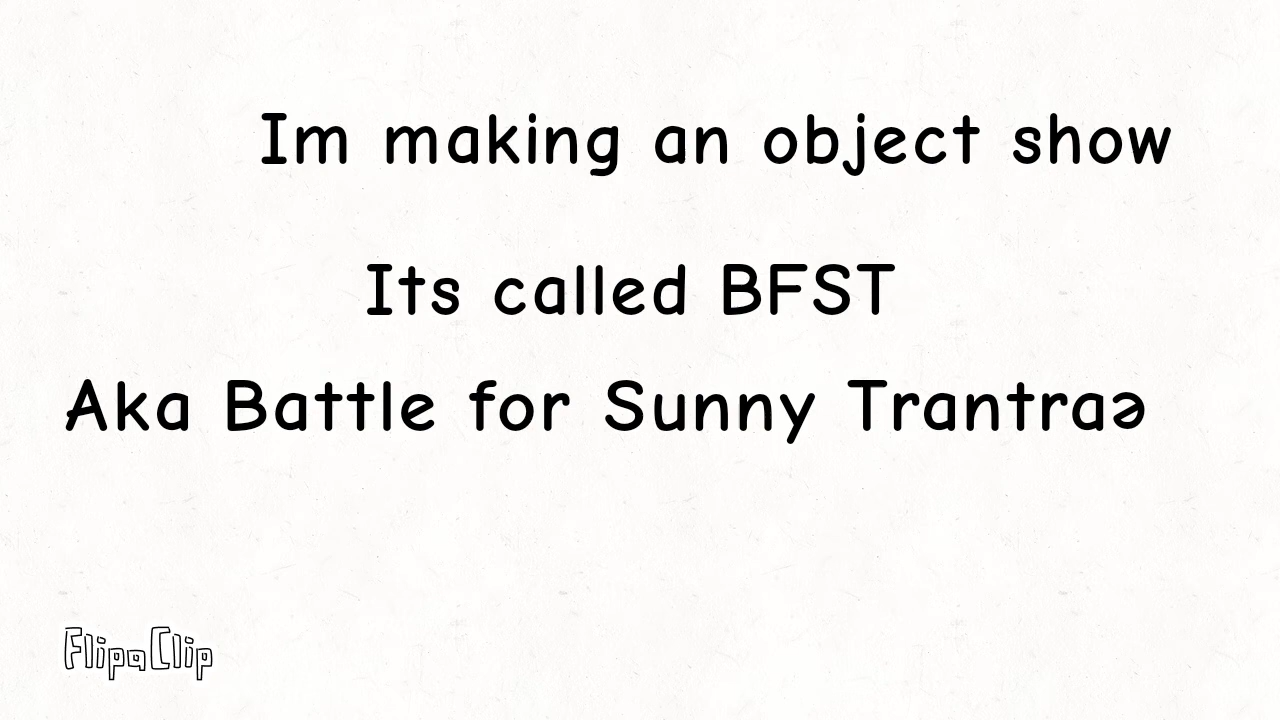 Im making an object show
Its called BFST
Aka Battle for Sunny Trantraə
FlipaClip